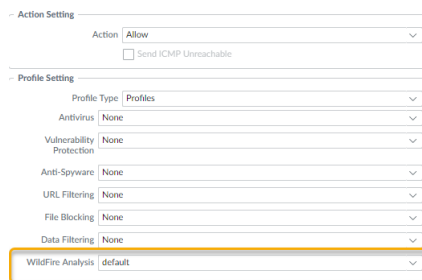 Action Setting
Action Allow
Send ICMP Unreachable
Profile Setting
Profile Type Profiles
Antivirus None
Vulnerability Protection None
Anti-Spyware None
URL Filtering None
File Blocking None
Data Filtering None
WildFire Analysis default